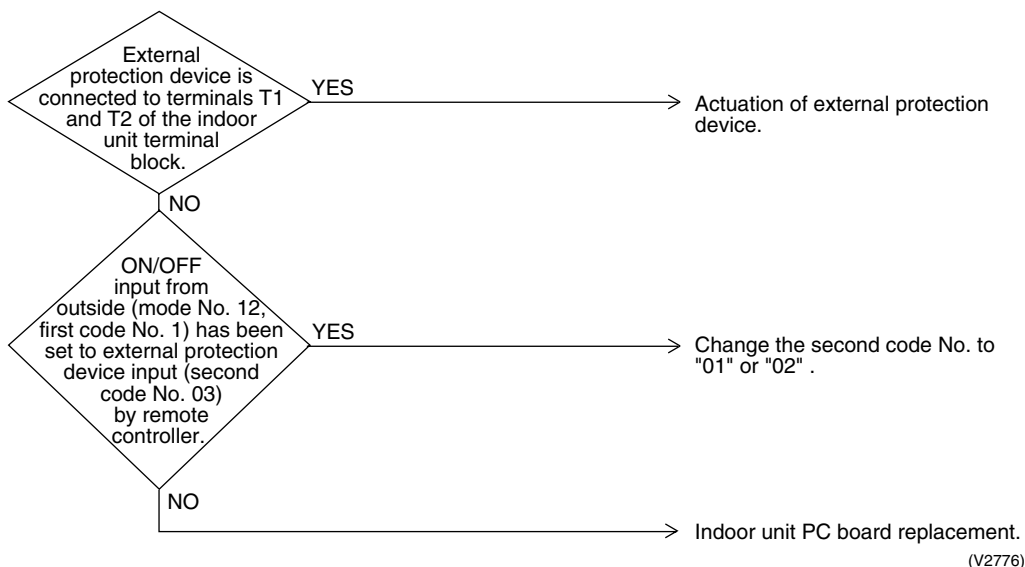 External
protection device is
connected to terminals T1
and T2 of the indoor
unit terminal
block.
YES
Actuation of external protection
device.
NO
ON/OFF
input from
outside (mode No. 12,
first code No. 1) has been
set to external protection
device input (second
code No. 03)
by remote
controller.
YES
Change the second code No. to
"01" or "02" .
NO
Indoor unit PC board replacement.
(V2776)